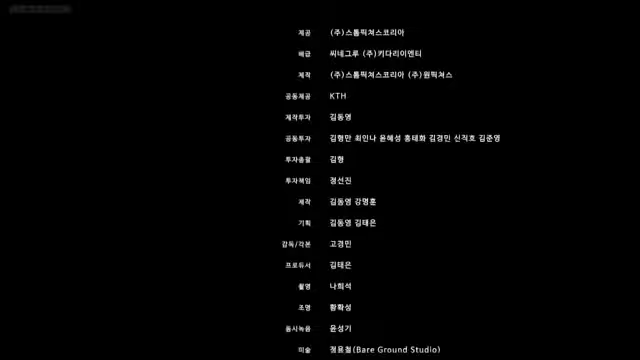 제공 (주)스톰픽쳐스코리아
배급 씨네그루 (주)키다리이엔티
제작 (주)스톰픽쳐스코리아 (주)원픽쳐스
공동제공 KTH
제작투자 김동영
공동투자 김형만 최인나 윤혜성 홍태화 김경민 신직호 김준영
투자총괄 김형
투자책임 정선진
제작 김동영 강명훈
기획 김동영 김태은
감독/각본 고경민
프로듀서 김태은
촬영 나희석
조명 황확성
동시녹음 윤성기
미술 정용철(Bare Ground Studio)